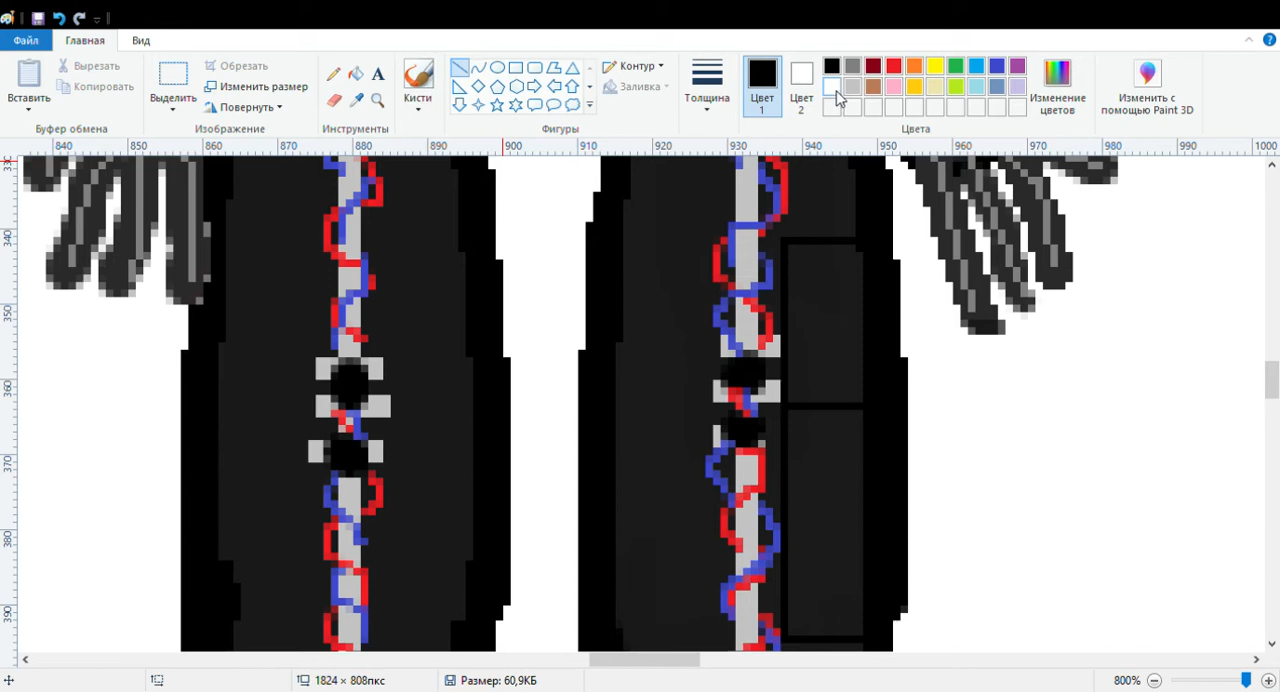 Файл Главная Вид
Вставить
Вырезать
Копировать
Буфер обмена
Выделить
Обрезать
Изменить размер
Повернуть
Изображение
A
Инструменты
Кисти
Контур
Заливка
Фигуры
Толщина
Цвет 1
Цвет 2
Изменение цветов
Цвета
Изменить с помощью Paint 3D
840 850 860 870 880 890 900 910 920 930 940 950 960 970 980 990 1000
340
350
360
370
380
390
1824 × 808пкс
Размер: 60,9КБ
800%